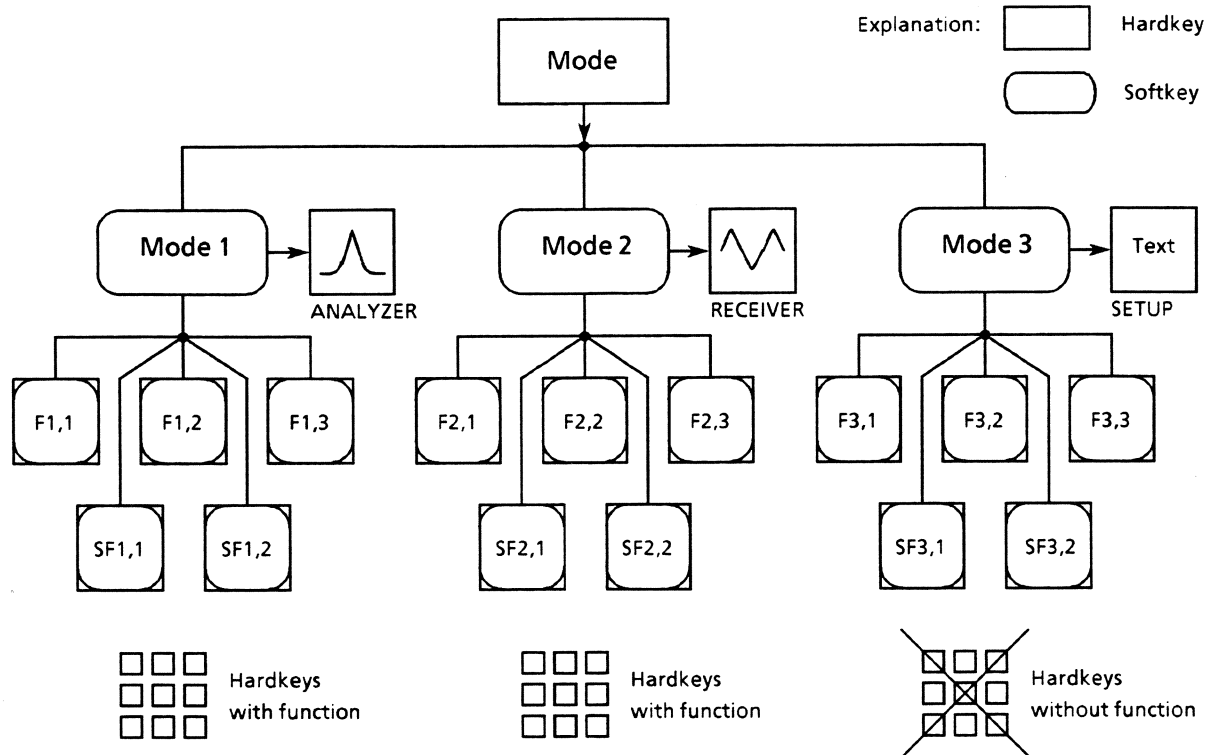 Explanation:
Hardkey
Mode
Softkey
Mode 1
Mode 2
Mode 3
Text
ANALYZER
RECEIVER
SETUP
F1,1
F1,2
F1,3
F2,1
F2,2
F2,3
F3,1
F3,2
F3,3
SF1,1
SF1,2
SF2,1
SF2,2
SF3,1
SF3,2
Hardkeys
with function
Hardkeys
with function
Hardkeys
without function